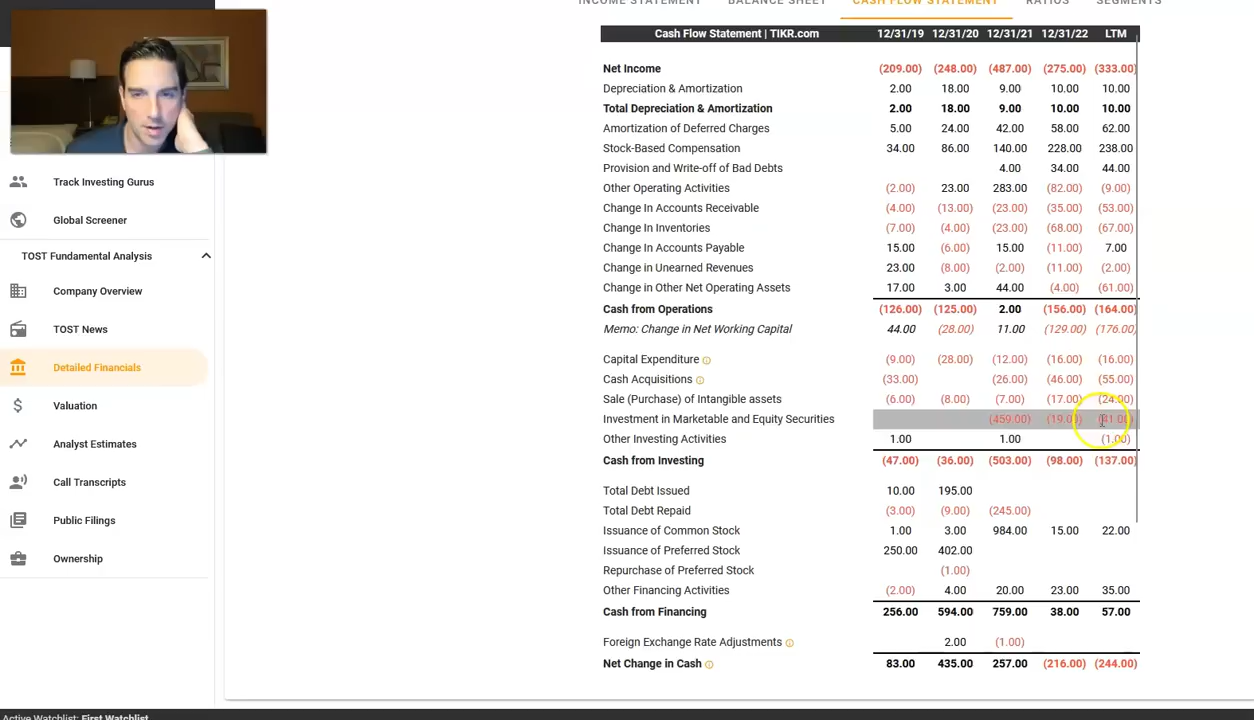 INCOME STATEMENT BALANCE SHEET CASH FLOW STATEMENT RATIOS SEGMENTS
Cash Flow Statement | TIKR.com 12/31/19 12/31/20 12/31/21 12/31/22 LTM
Net Income (209.00) (248.00) (487.00) (275.00) (333.00)
Depreciation & Amortization 2.00 18.00 9.00 10.00 10.00
Total Depreciation & Amortization 2.00 18.00 9.00 10.00 10.00
Amortization of Deferred Charges 5.00 24.00 42.00 58.00 62.00
Stock-Based Compensation 34.00 86.00 140.00 228.00 238.00
Provision and Write-off of Bad Debts 4.00 34.00 44.00
Other Operating Activities (2.00) 23.00 283.00 (82.00) (9.00)
Change In Accounts Receivable (4.00) (13.00) (23.00) (35.00) (53.00)
Change In Inventories (7.00) (4.00) (23.00) (68.00) (67.00)
Change In Accounts Payable 15.00 (6.00) 15.00 (11.00) 7.00
Change in Unearned Revenues 23.00 (8.00) (2.00) (11.00) (2.00)
Change in Other Net Operating Assets 17.00 3.00 44.00 (4.00) (61.00)
Cash from Operations (126.00) (125.00) 2.00 (156.00) (164.00)
Memo: Change in Net Working Capital 44.00 (28.00) 11.00 (129.00) (176.00)
Capital Expenditure (9.00) (28.00) (12.00) (16.00) (16.00)
Cash Acquisitions (33.00) (26.00) (46.00) (55.00)
Sale (Purchase) of Intangible assets (6.00) (8.00) (7.00) (17.00) (24.00)
Investment in Marketable and Equity Securities (459.00) (19.00)
Other Investing Activities 1.00 1.00 (1.00)
Cash from Investing (47.00) (36.00) (503.00) (98.00) (137.00)
Total Debt Issued 10.00 195.00
Total Debt Repaid (3.00) (9.00) (245.00)
Issuance of Common Stock 1.00 3.00 984.00 15.00 22.00
Issuance of Preferred Stock 250.00 402.00
Repurchase of Preferred Stock (1.00)
Other Financing Activities (2.00) 4.00 20.00 23.00 35.00
Cash from Financing 256.00 594.00 759.00 38.00 57.00
Foreign Exchange Rate Adjustments 2.00 (1.00)
Net Change in Cash 83.00 435.00 257.00 (216.00) (244.00)
Track Investing Gurus
Global Screener
TOST Fundamental Analysis
Company Overview
TOST News
Detailed Financials
Valuation
Analyst Estimates
Call Transcripts
Public Filings
Ownership
Active Watchlist: First Watchlist